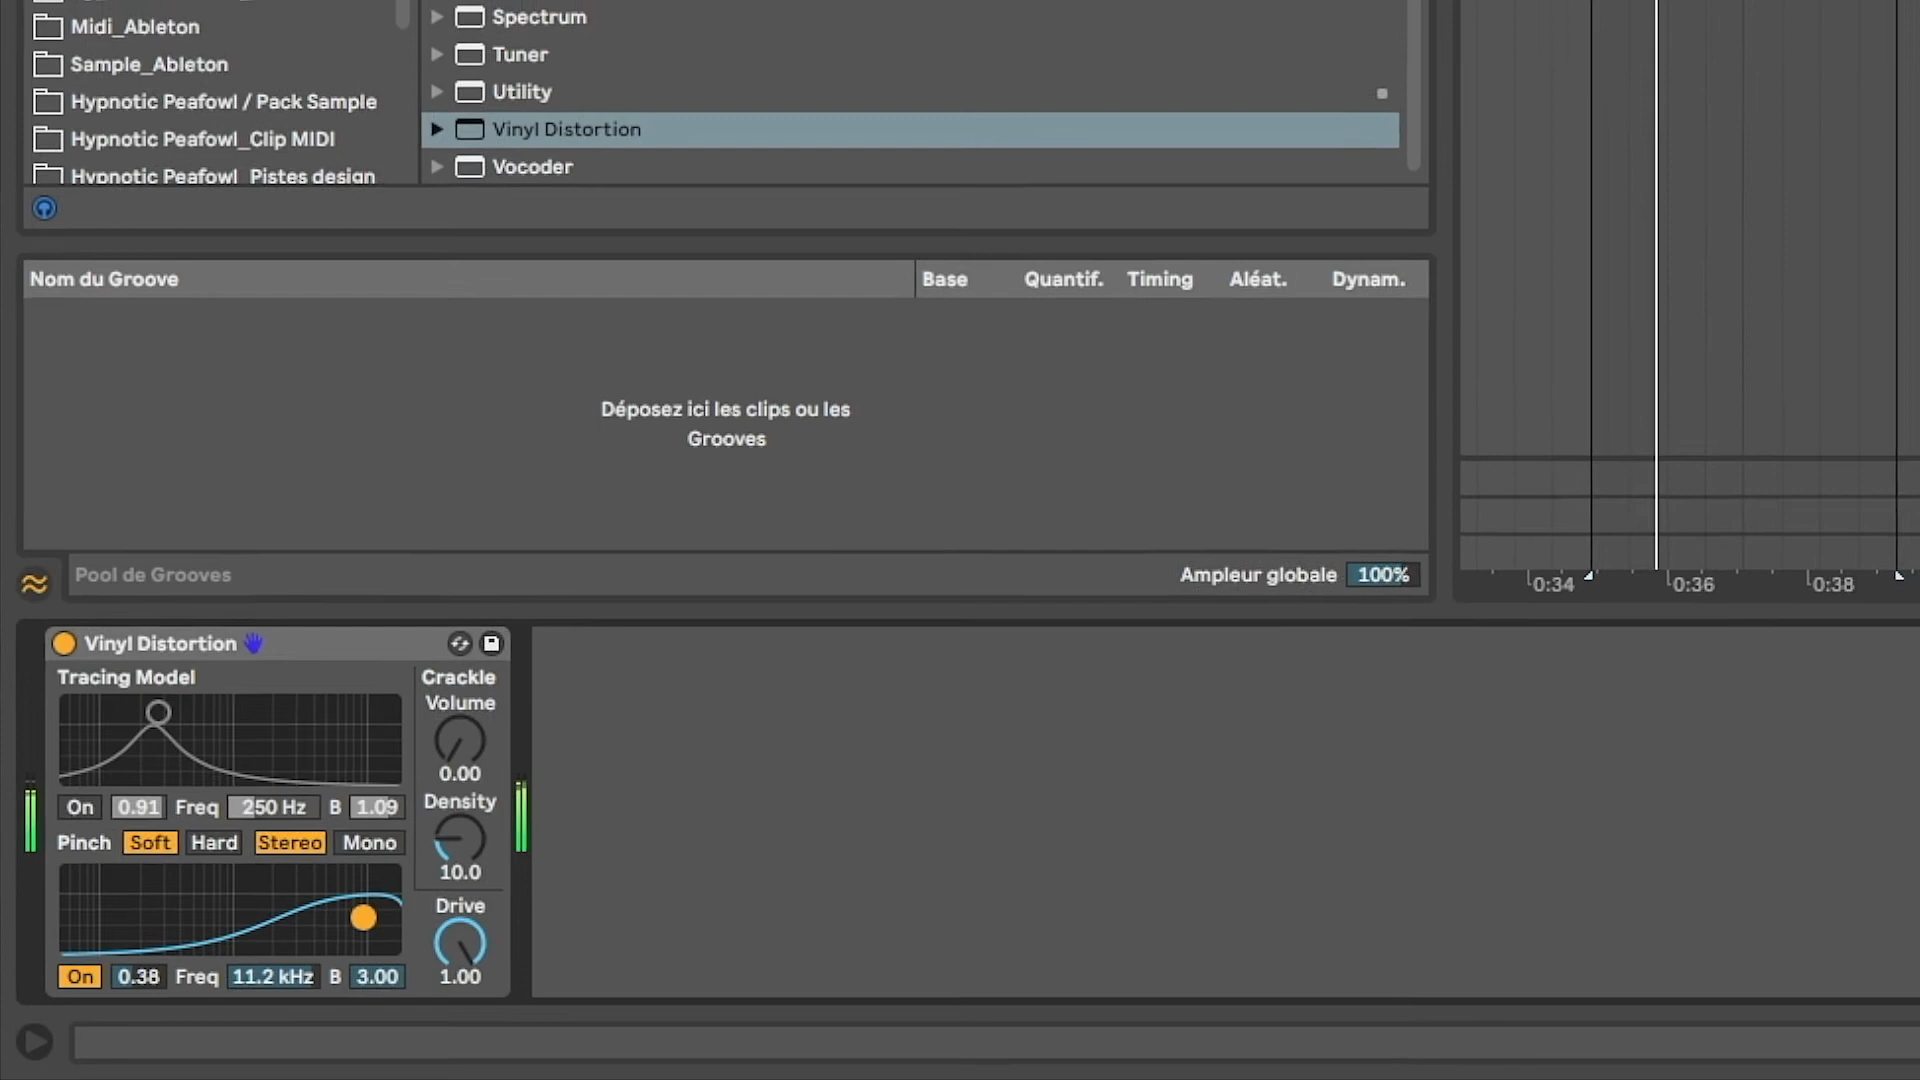 Midi_Ableton
Sample_Ableton
Hypnotic Peafowl / Pack Sample
Hypnotic Peafowl_Clip MIDI
Hypnotic Peafowl_Pistes design
Spectrum
Tuner
Utility
Vinyl Distortion
Vocoder
Nom du Groove Base Quantif. Timing Aléat. Dynam.
Déposez ici les clips ou les
Grooves
Pool de Grooves Ampleur globale 100%
0:34 0:36 0:38
Vinyl Distortion
Tracing Model
On 0.91 Freq 250 Hz B 1.09
Pinch Soft Hard Stereo Mono
On 0.38 Freq 11.2 kHz B 3.00
Crackle
Volume
0.00
Density
10.0
Drive
1.00